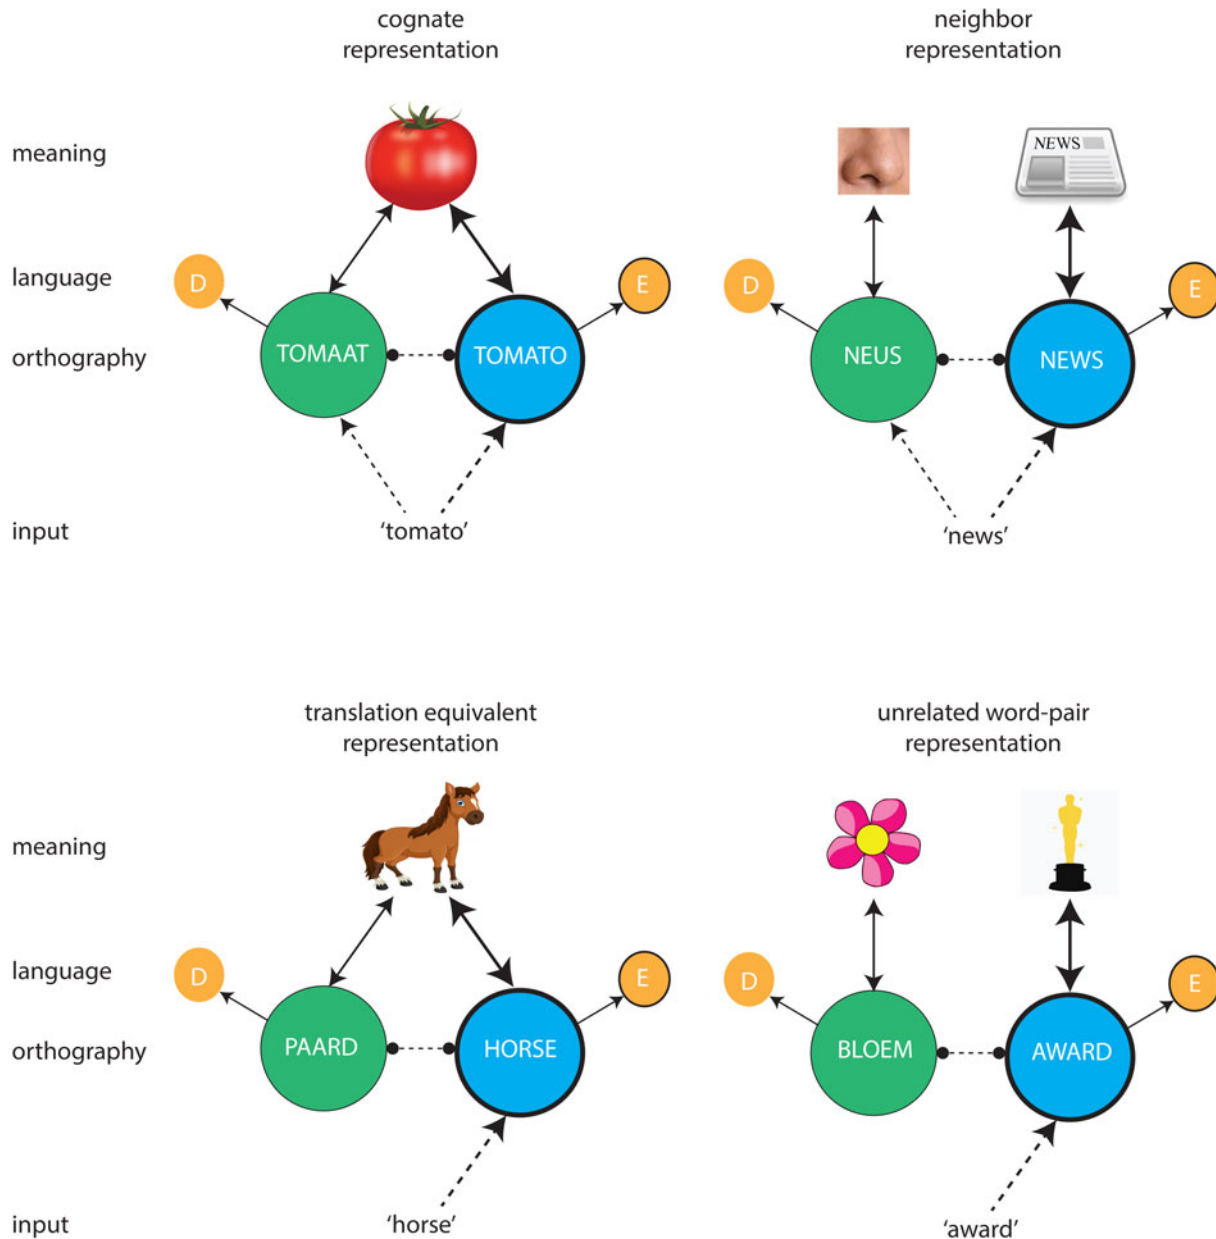 cognate
representation
neighbor
representation
meaning
NEWS
language
D
E
D
E
orthography
TOMAAT
TOMATO
NEUS
NEWS
input
‘tomato’
‘news’
translation equivalent
representation
unrelated word-pair
representation
meaning
language
D
E
D
E
orthography
PAARD
HORSE
BLOEM
AWARD
input
‘horse’
‘award’